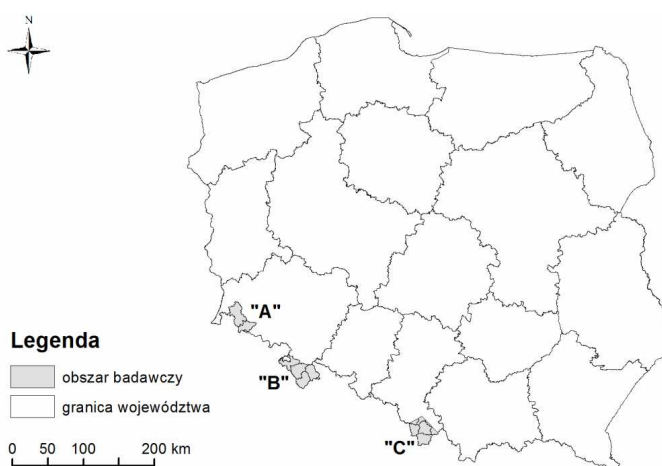 N
"A"
Legenda
obszar badawczy
"B"
granica województwa
"C"
0 50 100 200 km